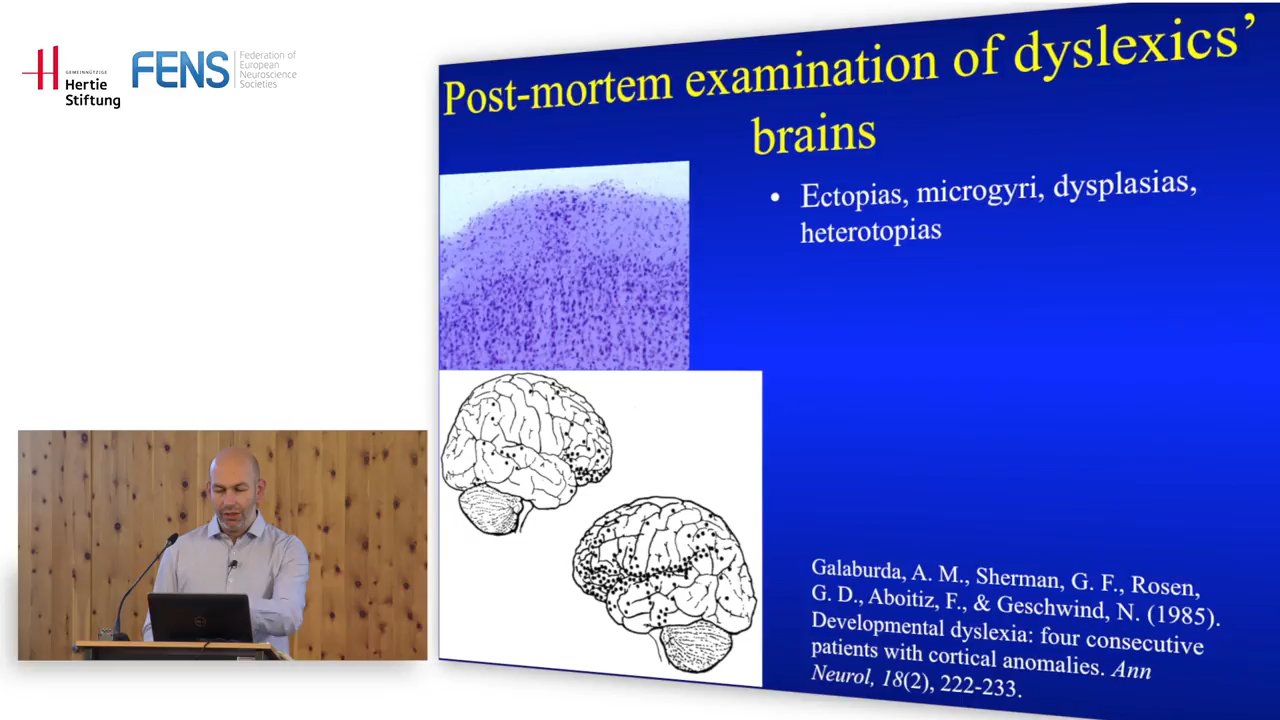 GEMEINNÜTZIGE
Hertie
Stiftung
FENS
Federation of
European
Neuroscience
Societies
Post-mortem examination of dyslexics’
brains
• Ectopias, microgyri, dysplasias,
heterotopias
Galaburda, A. M., Sherman, G. F., Rosen,
G. D., Aboitiz, F., & Geschwind, N. (1985).
Developmental dyslexia: four consecutive
patients with cortical anomalies. Ann
Neurol, 18(2), 222-233.